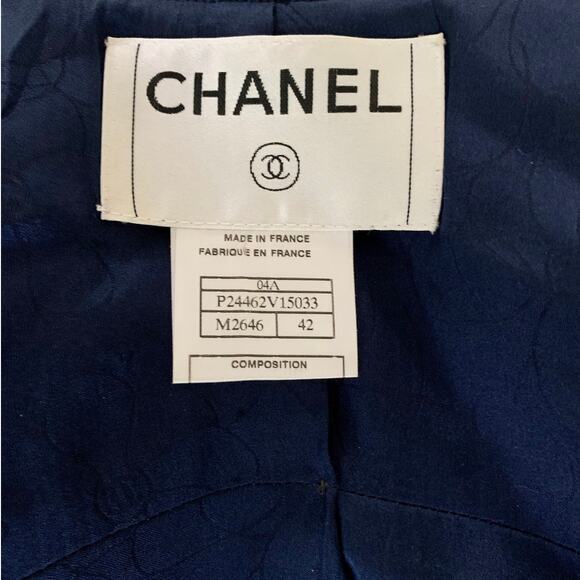 CHANEL
MADE IN FRANCE
FABRIQUE EN FRANCE
04A
P24462V15033
M2646 42
COMPOSITION